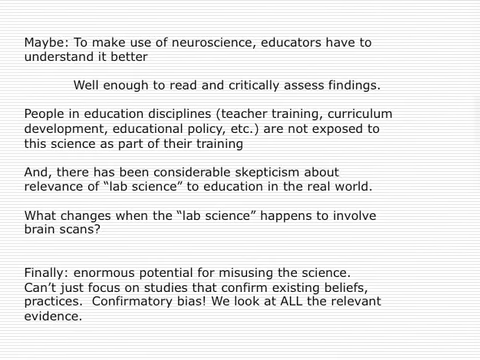 Maybe: To make use of neuroscience, educators have to
understand it better
Well enough to read and critically assess findings.
People in education disciplines (teacher training, curriculum
development, educational policy, etc.) are not exposed to
this science as part of their training
And, there has been considerable skepticism about
relevance of “lab science” to education in the real world.
What changes when the “lab science” happens to involve
brain scans?
Finally: enormous potential for misusing the science.
Can’t just focus on studies that confirm existing beliefs,
practices.  Confirmatory bias! We look at ALL the relevant
evidence.